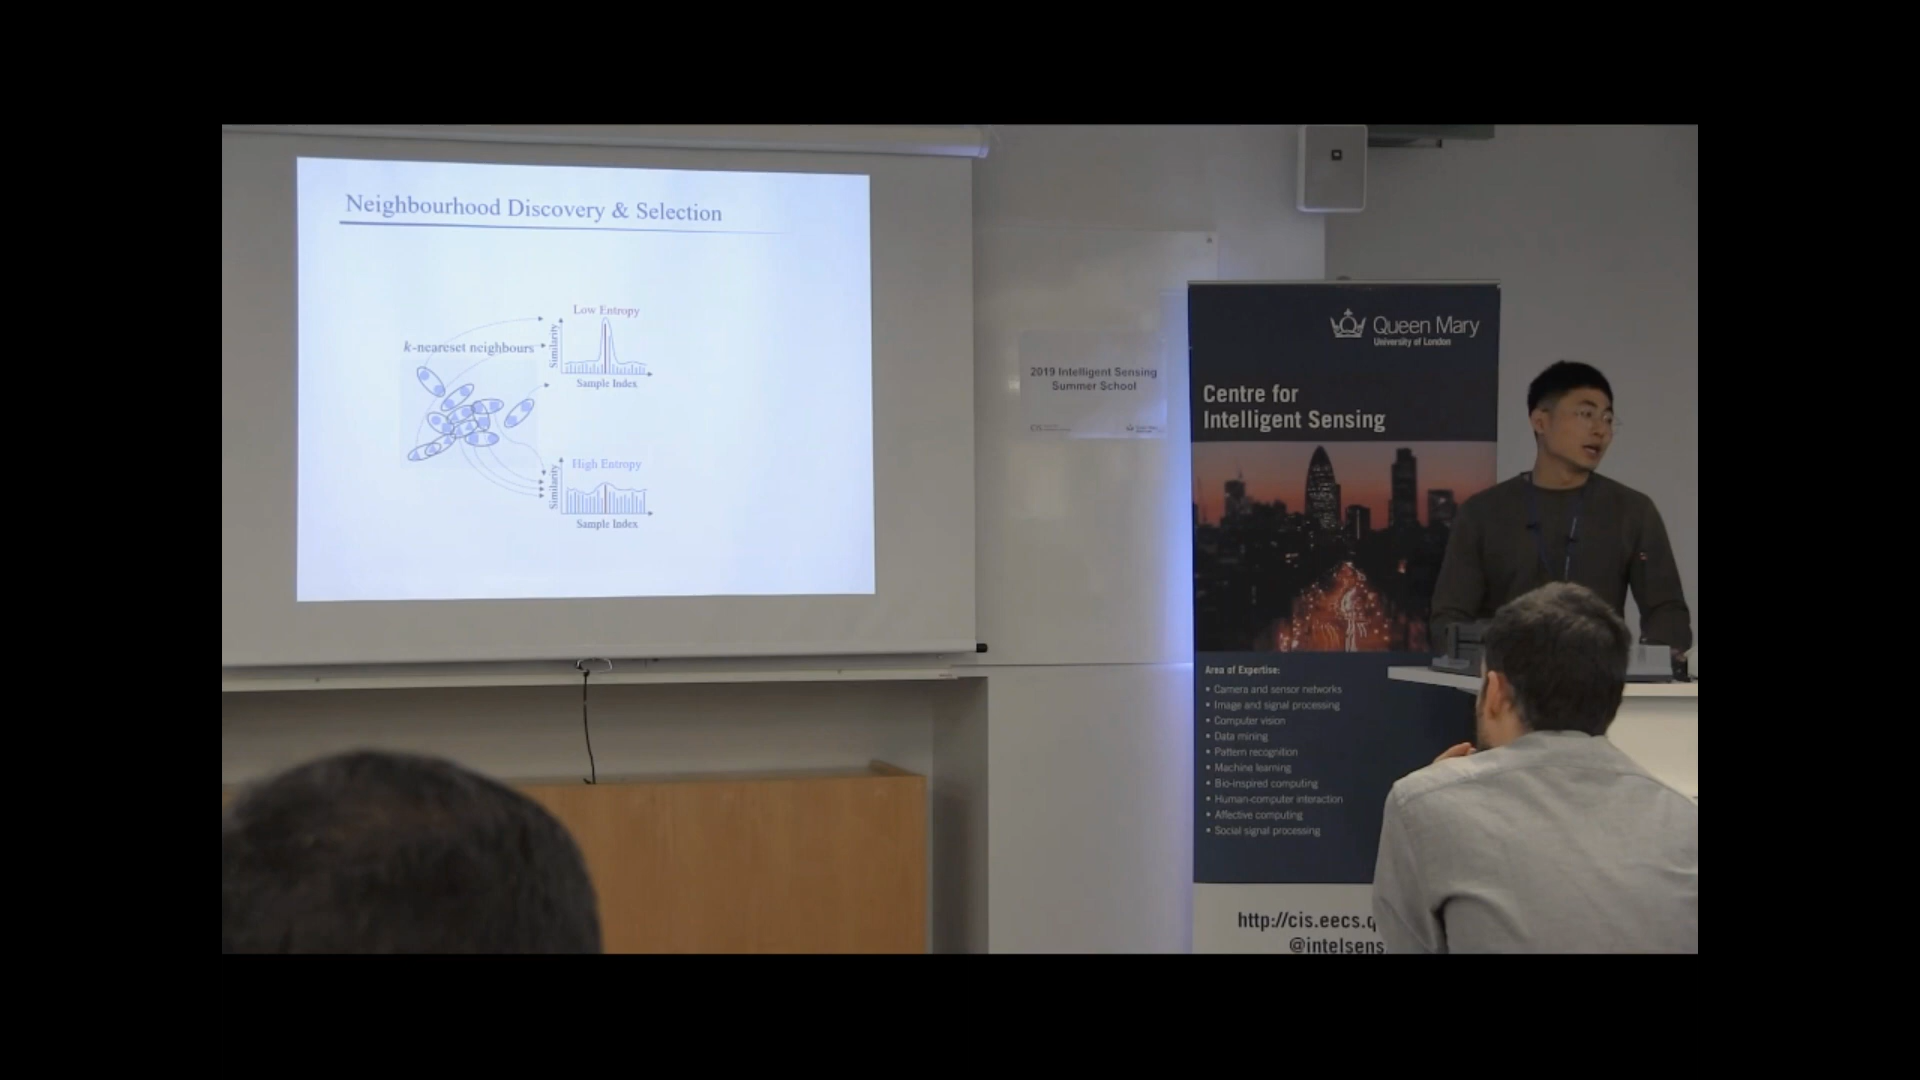 Neighbourhood Discovery & Selection
Low Entropy
Similarity
k-neareset neighbours
Sample Index
High Entropy
Similarity
Sample Index
2019 Intelligent Sensing
Summer School
CIS
Queen Mary
University of London
Centre for
Intelligent Sensing
Area of Expertise:
• Camera and sensor networks
• Image and signal processing
• Computer vision
• Data mining
• Pattern recognition
• Machine learning
• Bio-inspired computing
• Human-computer interaction
• Affective computing
• Social signal processing
http://cis.eecs.q
@intelsens